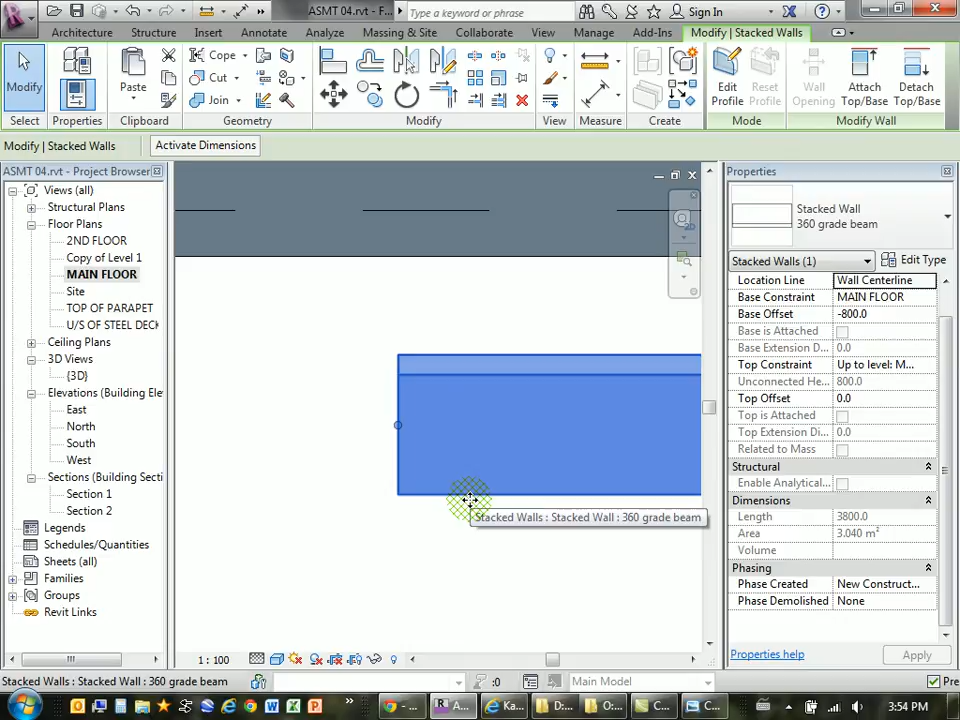 ASMT 04.rvt - F...
Type a keyword or phrase
Sign In
Architecture Structure Insert Annotate Analyze Massing & Site Collaborate View Manage Add-Ins Modify | Stacked Walls
Modify
Paste
Cope
Cut
Join
Edit Profile
Reset Profile
Wall Opening
Attach Top/Base
Detach Top/Base
Select Properties Clipboard Geometry Modify View Measure Create Mode Modify Wall
Modify | Stacked Walls
Activate Dimensions
ASMT 04.rvt - Project Browser
Views (all)
Structural Plans
Floor Plans
2ND FLOOR
Copy of Level 1
MAIN FLOOR
Site
TOP OF PARAPET
U/S OF STEEL DECK
Ceiling Plans
3D Views
{3D}
Elevations (Building Ele
East
North
South
West
Sections (Building Secti
Section 1
Section 2
Legends
Schedules/Quantities
Sheets (all)
Families
Groups
Revit Links
2D
Stacked Walls : Stacked Wall : 360 grade beam
Properties
Stacked Wall
360 grade beam
Stacked Walls (1)
Edit Type
Location Line Wall Centerline
Base Constraint MAIN FLOOR
Base Offset -800.0
Base is Attached
Base Extension D... 0.0
Top Constraint Up to level: M...
Unconnected He... 800.0
Top Offset 0.0
Top is Attached
Top Extension Di... 0.0
Related to Mass
Structural
Enable Analytical...
Dimensions
Length 3800.0
Area 3.040 m²
Volume
Phasing
Phase Created New Construct...
Phase Demolished None
Properties help
Apply
1 : 100
Stacked Walls : Stacked Wall : 360 grade beam
:0
Main Model
Pre
- ...
A...
Ka...
D:...
O:...
C...
C...
3:54 PM